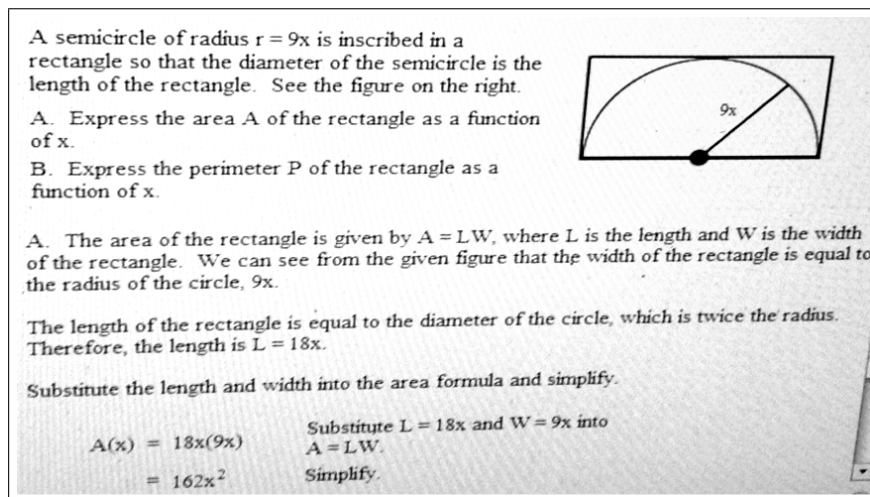 A semicircle of radius r = 9x is inscribed in a
rectangle so that the diameter of the semicircle is the
length of the rectangle. See the figure on the right.
9x
A. Express the area A of the rectangle as a function
of x.
B. Express the perimeter P of the rectangle as a
function of x.
A. The area of the rectangle is given by A = LW, where L is the length and W is the width
of the rectangle. We can see from the given figure that the width of the rectangle is equal to
the radius of the circle, 9x.
The length of the rectangle is equal to the diameter of the circle, which is twice the radius.
Therefore, the length is L = 18x.
Substitute the length and width into the area formula and simplify.
A(x) = 18x(9x) Substitute L = 18x and W = 9x into
A = LW.
= 162x² Simplify.